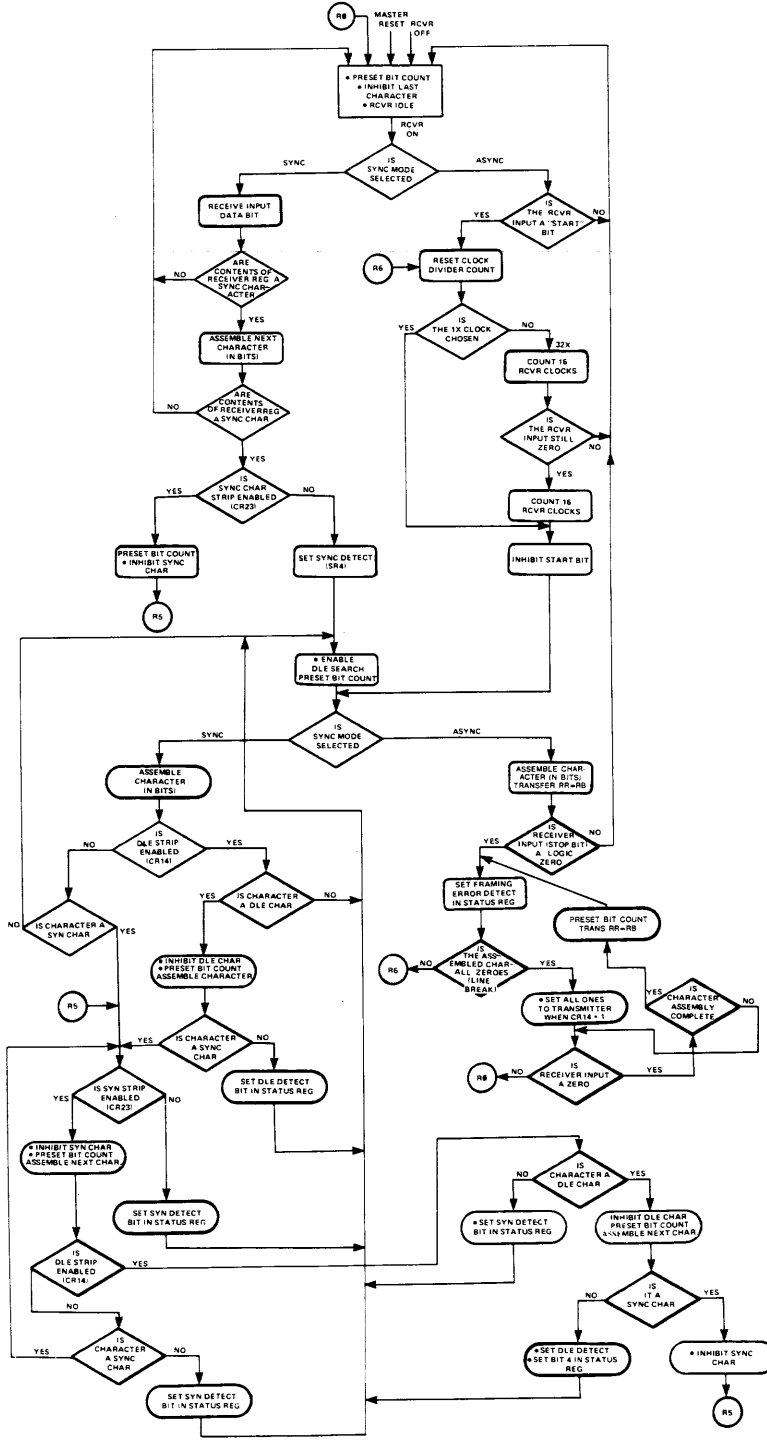 R0
MASTER
RESET
RCVR
OFF
• PRESET BIT COUNT
• INHIBIT LAST
CHARACTER
• RCVR IDLE
RCVR
ON
SYNC
IS
SYNC MODE
SELECTED
ASYNC
RECEIVE INPUT
DATA BIT
YES
IS
THE RCVR
INPUT A "START"
BIT
NO
NO
ARE
CONTENTS OF
RECEIVER REG A
SYNC CHAR-
ACTER
R6
RESET CLOCK
DIVIDER COUNT
YES
YES
IS
THE 1X CLOCK
CHOSEN
NO
ASSEMBLE NEXT
CHARACTER
(IN BITS)
32X
COUNT 16
RCVR CLOCKS
NO
ARE
CONTENTS
OF RECEIVER REG
A SYNC CHAR
IS
THE RCVR
INPUT STILL
ZERO
NO
YES
YES
YES
IS
SYNC CHAR
STRIP ENABLED
(CR23)
NO
COUNT 16
RCVR CLOCKS
PRESET BIT COUNT
• INHIBIT SYNC
CHAR
SET SYNC DETECT
(SR4)
INHIBIT START BIT
R5
• ENABLE
DLE SEARCH
PRESET BIT COUNT
SYNC
IS
SYNC MODE
SELECTED
ASYNC
ASSEMBLE
CHARACTER
(IN BITS)
ASSEMBLE CHAR-
ACTER (IN BITS)
TRANSFER RR=RB
NO
IS
DLE STRIP
ENABLED
(CR14)
YES
YES
IS
RECEIVER
INPUT (STOP BIT)
A LOGIC
ZERO
NO
NO
IS CHARACTER A
SYN CHAR
YES
YES
IS CHARACTER
A DLE CHAR
NO
SET FRAMING
ERROR DETECT
IN STATUS REG
PRESET BIT COUNT
TRANS RR=RB
• INHIBIT DLE CHAR
• PRESET BIT COUNT
ASSEMBLE CHARACTER
R6
NO
IS
THE ASS-
EMBLED CHAR-
ALL ZEROES
(LINE
BREAK)
YES
R5
• SET ALL ONES
TO TRANSMITTER
WHEN CR14 = 1
YES
IS
CHARACTER
ASSEMBLY
COMPLETE
NO
YES
IS CHARACTER
A SYNC
CHAR
NO
SET DLE DETECT
BIT IN STATUS REG
R0
NO
IS
RECEIVER INPUT
A ZERO
YES
YES
IS SYN STRIP
ENABLED
(CR23)
NO
• INHIBIT SYN CHAR
• PRESET BIT COUNT
ASSEMBLE NEXT CHAR
NO
IS
CHARACTER A
DLE CHAR
YES
SET SYN DETECT
BIT IN STATUS REG
• SET SYN DETECT
BIT IN STATUS REG
INHIBIT DLE CHAR
PRESET BIT COUNT
ASSEMBLE NEXT CHAR
IS
DLE STRIP
ENABLED
(CR14)
YES
NO
NO
IS
IT A
SYNC CHAR
YES
YES
IS
CHARACTER
A SYNC
CHAR
NO
• SET DLE DETECT
• SET BIT 4 IN STATUS
REG
• INHIBIT SYNC
CHAR
SET SYN DETECT
BIT IN STATUS REG
R5